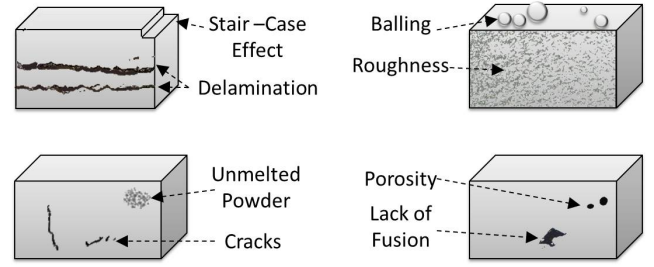 Stair–Case
Effect
Delamination
Balling
Roughness
Unmelted
Powder
Cracks
Porosity
Lack of
Fusion